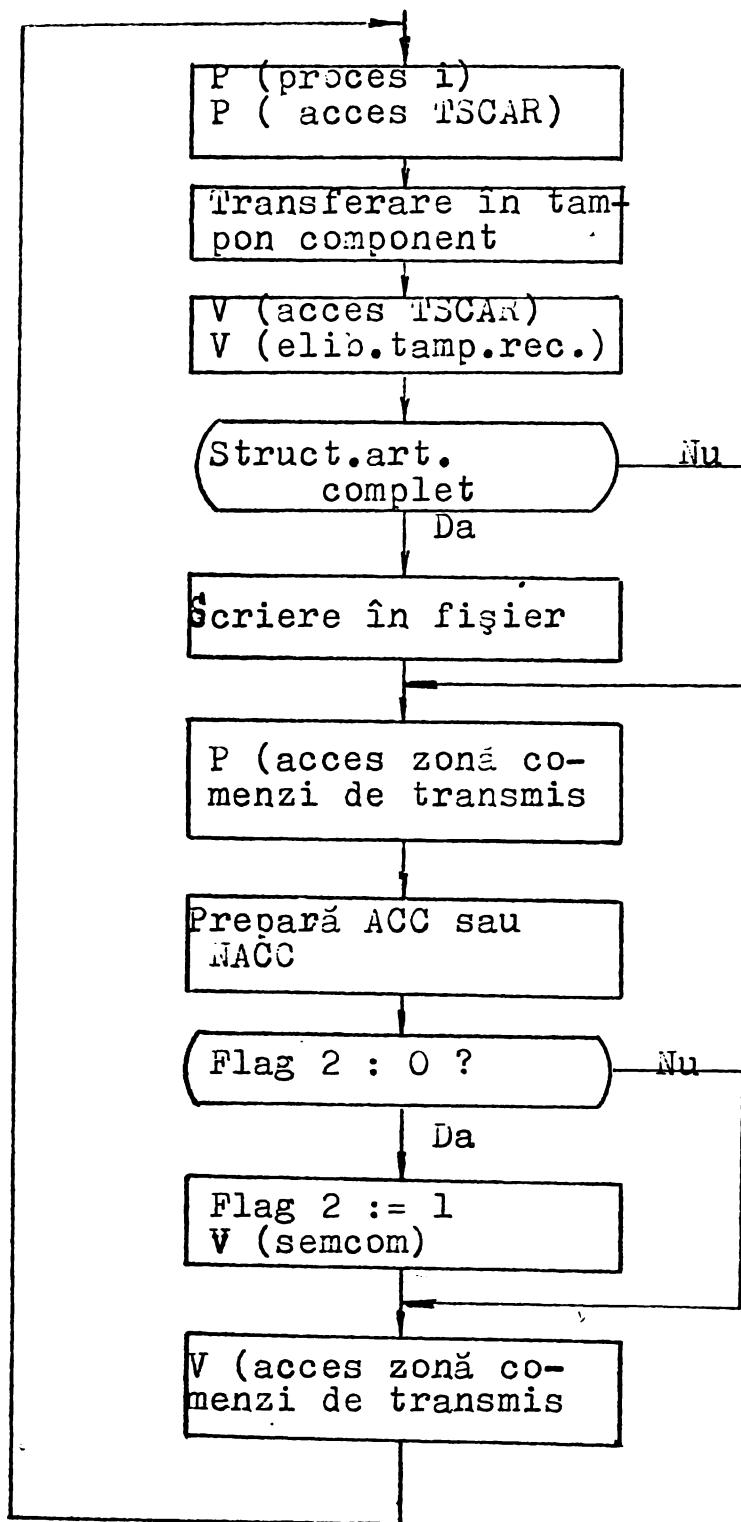 P (proces i)
P ( acces TSCAR)
Transferare în tam-
pon component
V (acces TSCAR)
V (elib.tamp.rec.)
Struct.art.
complet
Nu
Da
Scriere în fişier
P (acces zonă co-
menzi de transmis
Prepară ACC sau
NACC
Flag 2 : 0 ?
Nu
Da
Flag 2 := 1
V (semcom)
V (acces zonă co-
menzi de transmis